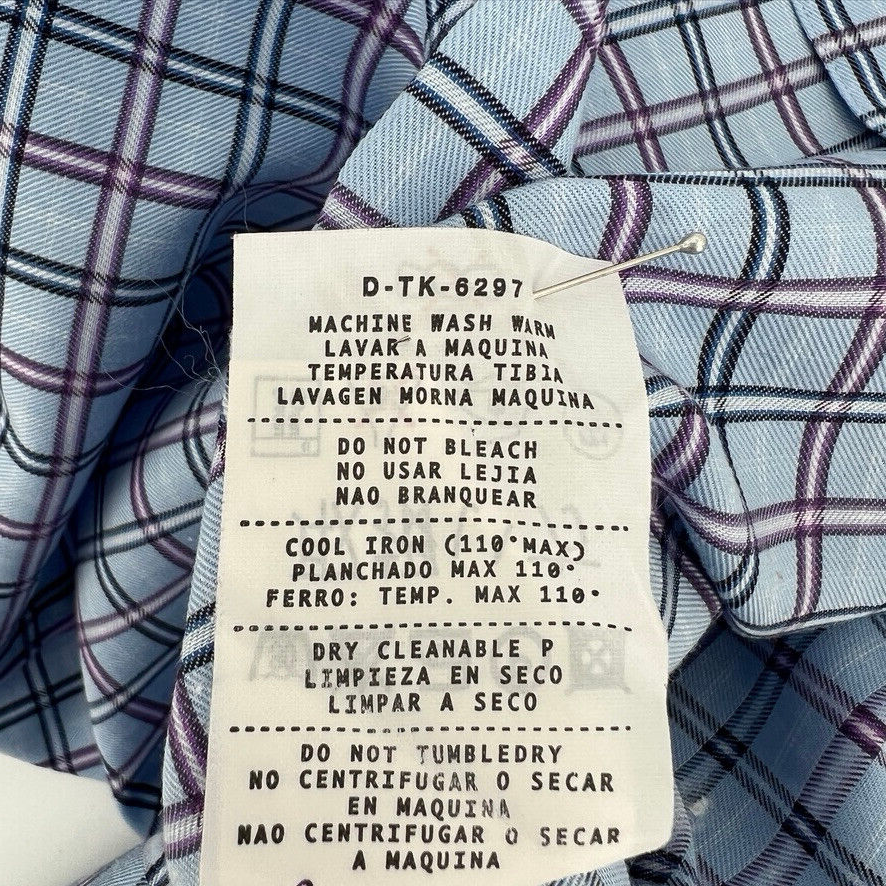 D-TK-6297
MACHINE WASH WARM
LAVAR A MAQUINA
TEMPERATURA TIBIA
LAVAGEN MORNA MAQUINA
DO NOT BLEACH
NO USAR LEJIA
NAO BRANQUEAR
COOL IRON (110°MAX)
PLANCHADO MAX 110°
FERRO: TEMP. MAX 110°
DRY CLEANABLE P
LIMPIEZA EN SECO
LIMPAR A SECO
DO NOT TUMBLEDRY
NO CENTRIFUGAR O SECAR
EN MAQUINA
NAO CENTRIFUGAR O SECAR
A MAQUINA